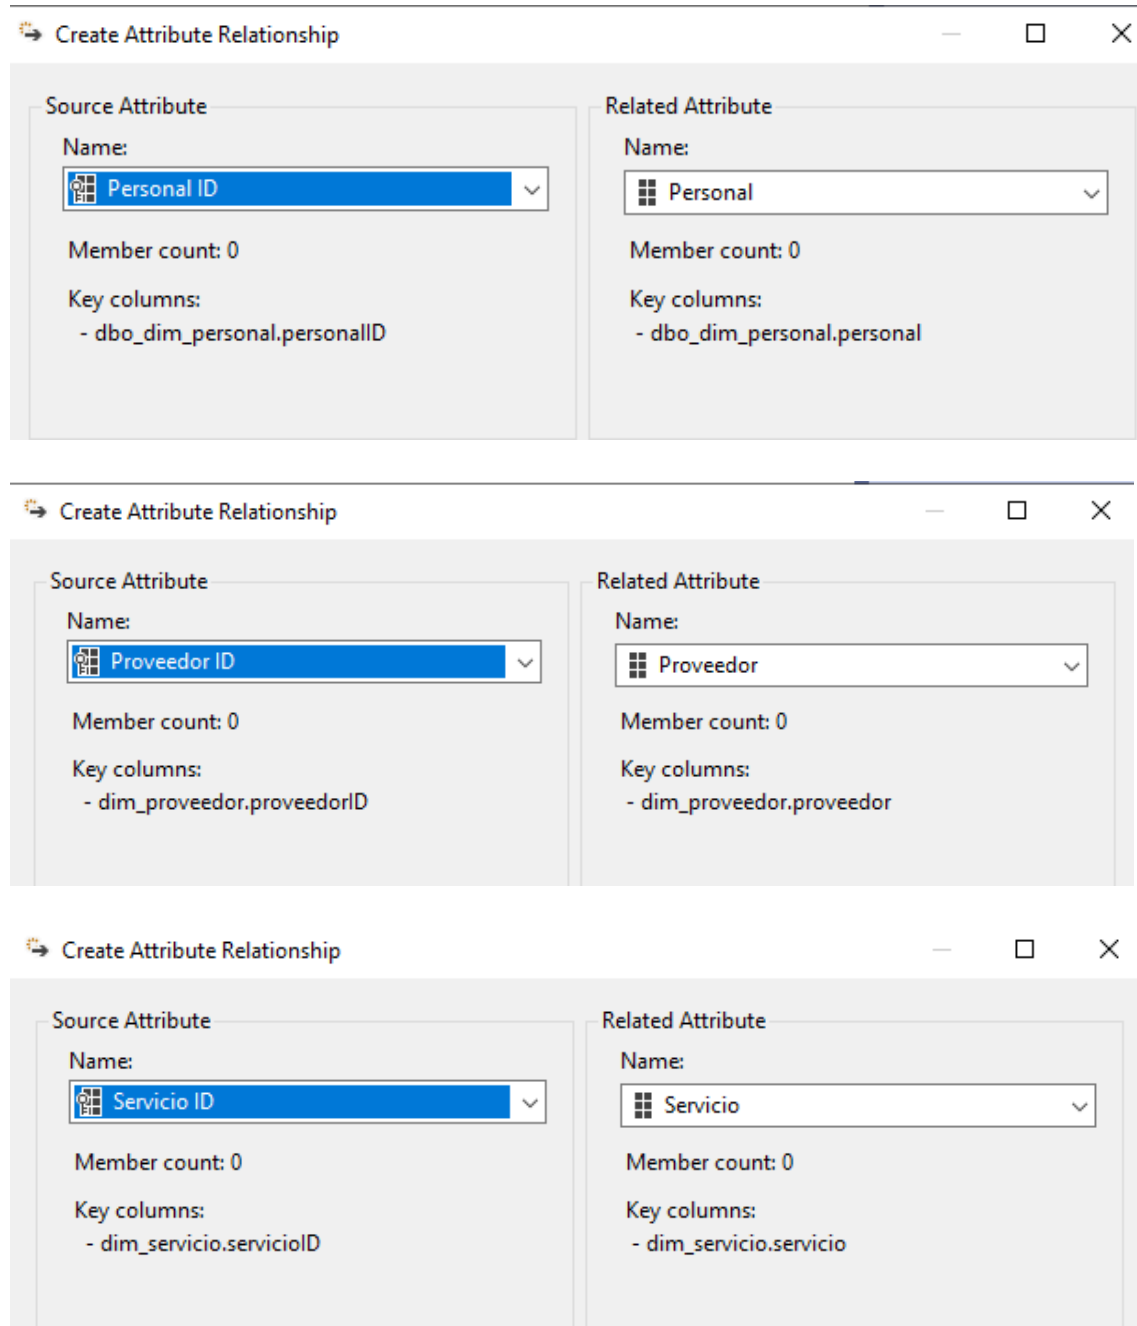 Create Attribute Relationship
Source Attribute
Name:
Personal ID
Member count: 0
Key columns:
- dbo_dim_personal.personalID
Related Attribute
Name:
Personal
Member count: 0
Key columns:
- dbo_dim_personal.personal
Create Attribute Relationship
Source Attribute
Name:
Proveedor ID
Member count: 0
Key columns:
- dim_proveedor.proveedorID
Related Attribute
Name:
Proveedor
Member count: 0
Key columns:
- dim_proveedor.proveedor
Create Attribute Relationship
Source Attribute
Name:
Servicio ID
Member count: 0
Key columns:
- dim_servicio.servicioID
Related Attribute
Name:
Servicio
Member count: 0
Key columns:
- dim_servicio.servicio